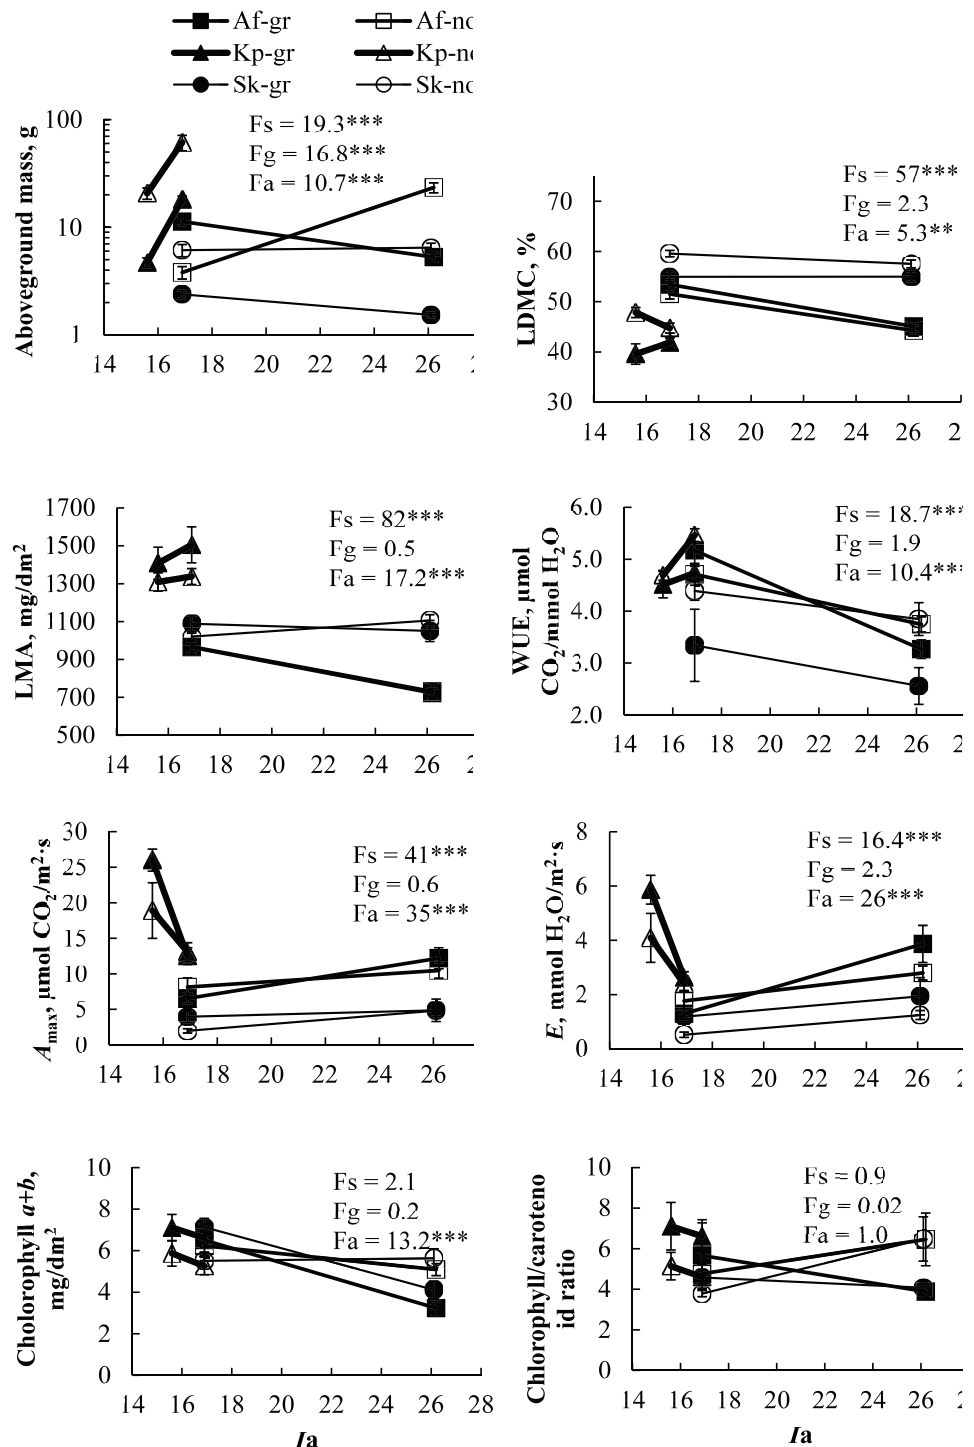 Af-gr Af-no
Kp-gr Kp-no
Sk-gr Sk-no
Aboveground mass, g
100
10
1
Fs = 19.3***
Fg = 16.8***
Fa = 10.7***
14 16 18 20 22 24 26 28
LDMC, %
70
60
50
40
30
Fs = 57***
Fg = 2.3
Fa = 5.3**
14 16 18 20 22 24 26
LMA, mg/dm²
1700
1500
1300
1100
900
700
500
Fs = 82***
Fg = 0.5
Fa = 17.2***
14 16 18 20 22 24 26
WUE, µmol
CO₂/mmol H₂O
6.0
5.0
4.0
3.0
2.0
Fs = 18.7***
Fg = 1.9
Fa = 10.4***
14 16 18 20 22 24 26
Amax, µmol CO₂/m²·s
30
25
20
15
10
5
0
Fs = 41***
Fg = 0.6
Fa = 35***
14 16 18 20 22 24 26
E, mmol H₂O/m²·s
8
6
4
2
0
Fs = 16.4***
Fg = 2.3
Fa = 26***
14 16 18 20 22 24 26
Cholorophyll a+b,
mg/dm²
10
8
6
4
2
0
Fs = 2.1
Fg = 0.2
Fa = 13.2***
14 16 18 20 22 24 26 28
Ia
Chlorophyll/caroteno
id ratio
10
8
6
4
2
0
Fs = 0.9
Fg = 0.02
Fa = 1.0
14 16 18 20 22 24 26
Ia